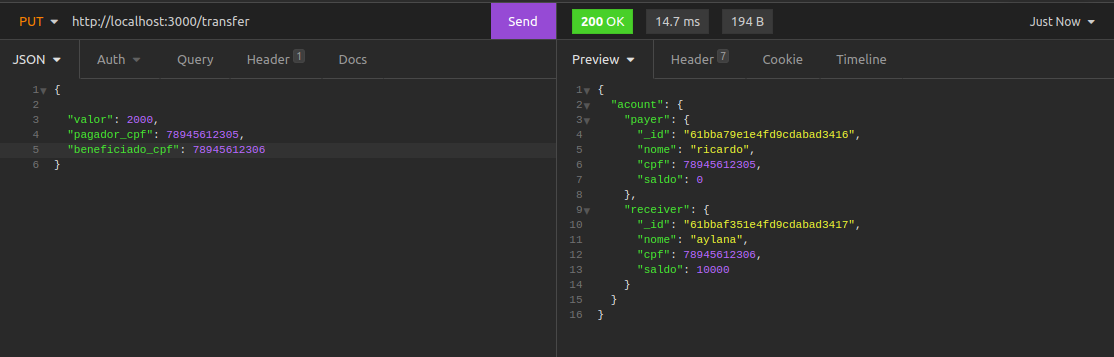 PUT http://localhost:3000/transfer Send 200 OK 14.7 ms 194 B Just Now
JSON Auth Query Header 1 Docs Preview Header 7 Cookie Timeline
1 {
2
3 "valor": 2000,
4 "pagador_cpf": 78945612305,
5 "beneficiado_cpf": 78945612306
6 }
1 {
2 "acount": {
3 "payer": {
4 "_id": "61bba79e1e4fd9cdabad3416",
5 "nome": "ricardo",
6 "cpf": 78945612305,
7 "saldo": 0
8 },
9 "receiver": {
10 "_id": "61bbaf351e4fd9cdabad3417",
11 "nome": "aylana",
12 "cpf": 78945612306,
13 "saldo": 10000
14 }
15 }
16 }